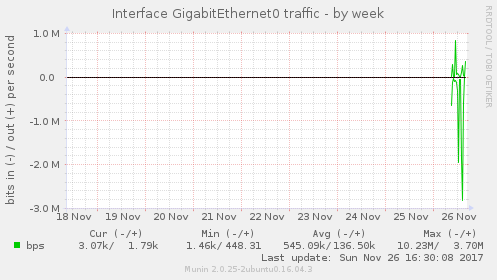 Interface GigabitEthernet0 traffic - by week
RRDTOOL / TOBI OETIKER
bits in (-) / out (+) per second
1.0 M
0.0
-1.0 M
-2.0 M
-3.0 M
18 Nov 19 Nov 20 Nov 21 Nov 22 Nov 23 Nov 24 Nov 25 Nov 26 Nov
Cur (-/+) Min (-/+) Avg (-/+) Max (-/+)
bps 3.07k/ 1.79k 1.46k/ 448.31 545.09k/136.50k 10.23M/ 3.70M
Last update: Sun Nov 26 16:30:08 2017
Munin 2.0.25-2ubuntu0.16.04.3